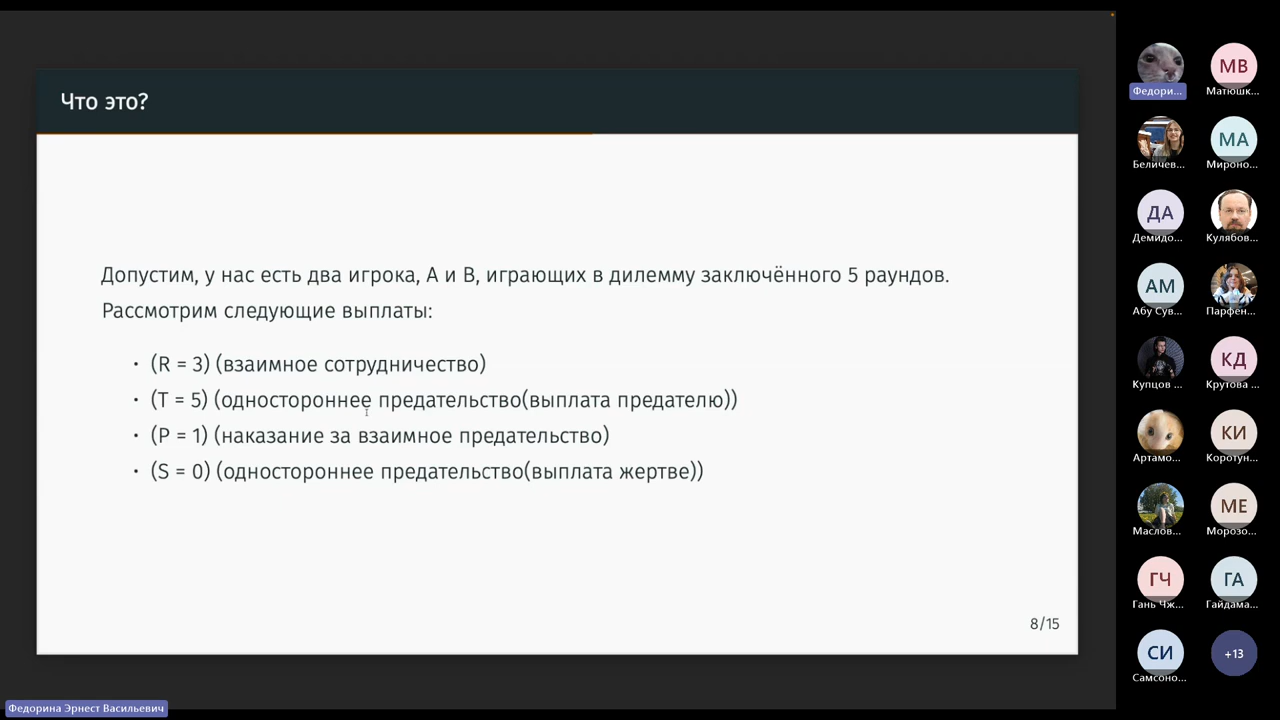 Что это?
Допустим, у нас есть два игрока, А и В, играющих в дилемму заключённого 5 раундов.
Рассмотрим следующие выплаты:
• (R = 3) (взаимное сотрудничество)
• (T = 5) (одностороннее предательство(выплата предателю))
• (P = 1) (наказание за взаимное предательство)
• (S = 0) (одностороннее предательство(выплата жертве))
8/15
Федорина Эрнест Васильевич
Федори...
МВ
Матюшк...
Беличев...
МА
Мироно...
ДА
Демидо...
Кулябов...
АМ
Абу Сув...
Парфён...
Купцов ...
КД
Крутова ...
Артамо...
КИ
Коротун...
Маслов...
МЕ
Морозо...
ГЧ
Гань Чж...
ГА
Гайдама...
СИ
Самсоно...
+13